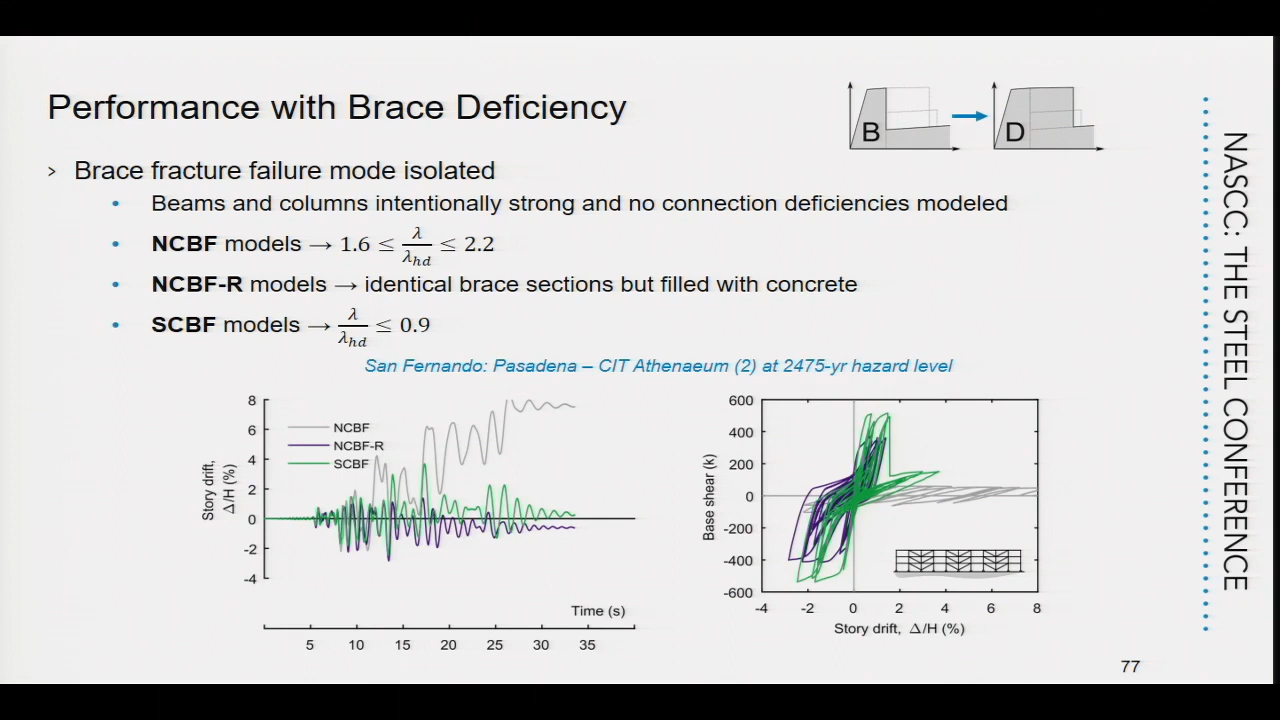 Performance with Brace Deficiency
B
D
> Brace fracture failure mode isolated
• Beams and columns intentionally strong and no connection deficiencies modeled
• NCBF models → 1.6 ≤ λ/λhd ≤ 2.2
• NCBF-R models → identical brace sections but filled with concrete
• SCBF models → λ/λhd ≤ 0.9
San Fernando: Pasadena – CIT Athenaeum (2) at 2475-yr hazard level
Story drift,
Δ/H (%)
8
6
4
2
0
-2
-4
NCBF
NCBF-R
SCBF
Time (s)
5 10 15 20 25 30 35
Base shear (k)
600
400
200
0
-200
-400
-600
-4 -2 0 2 4 6 8
Story drift, Δ/H (%)
NASCC: THE STEEL CONFERENCE
77